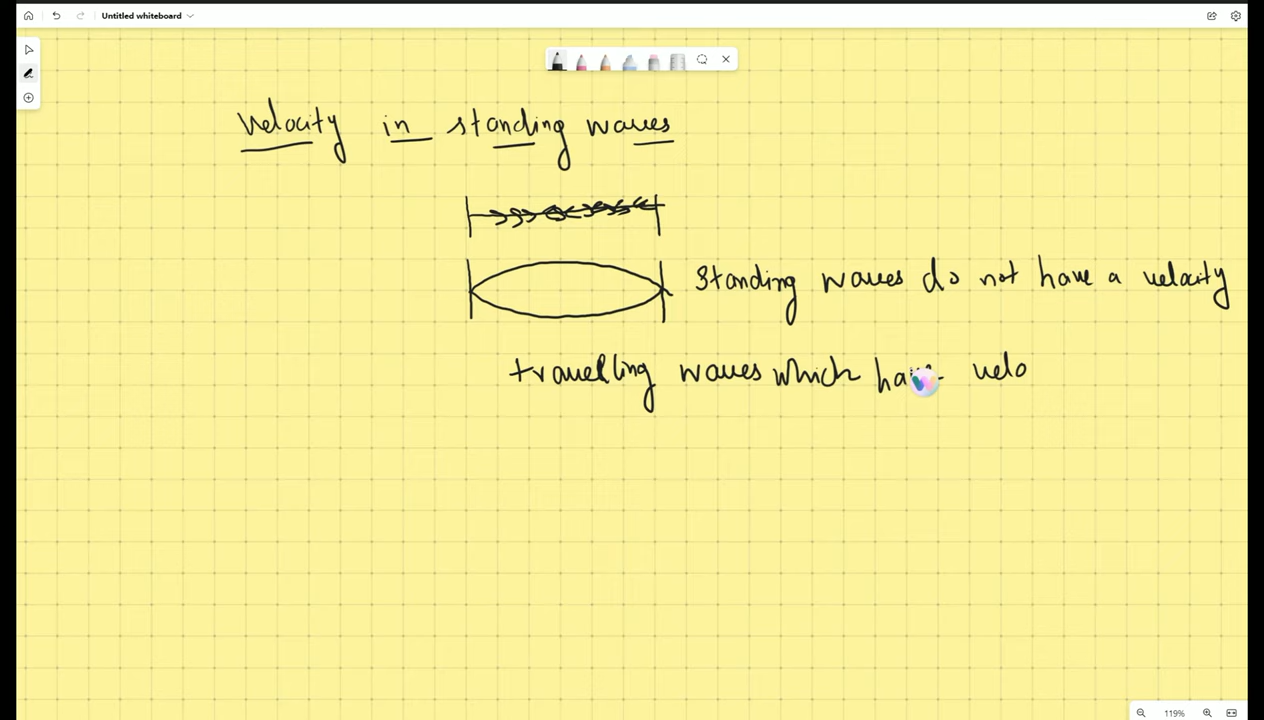 Untitled whiteboard
Velocity in standing waves
Standing waves do not have a velocity
travelling waves which have velo
119%